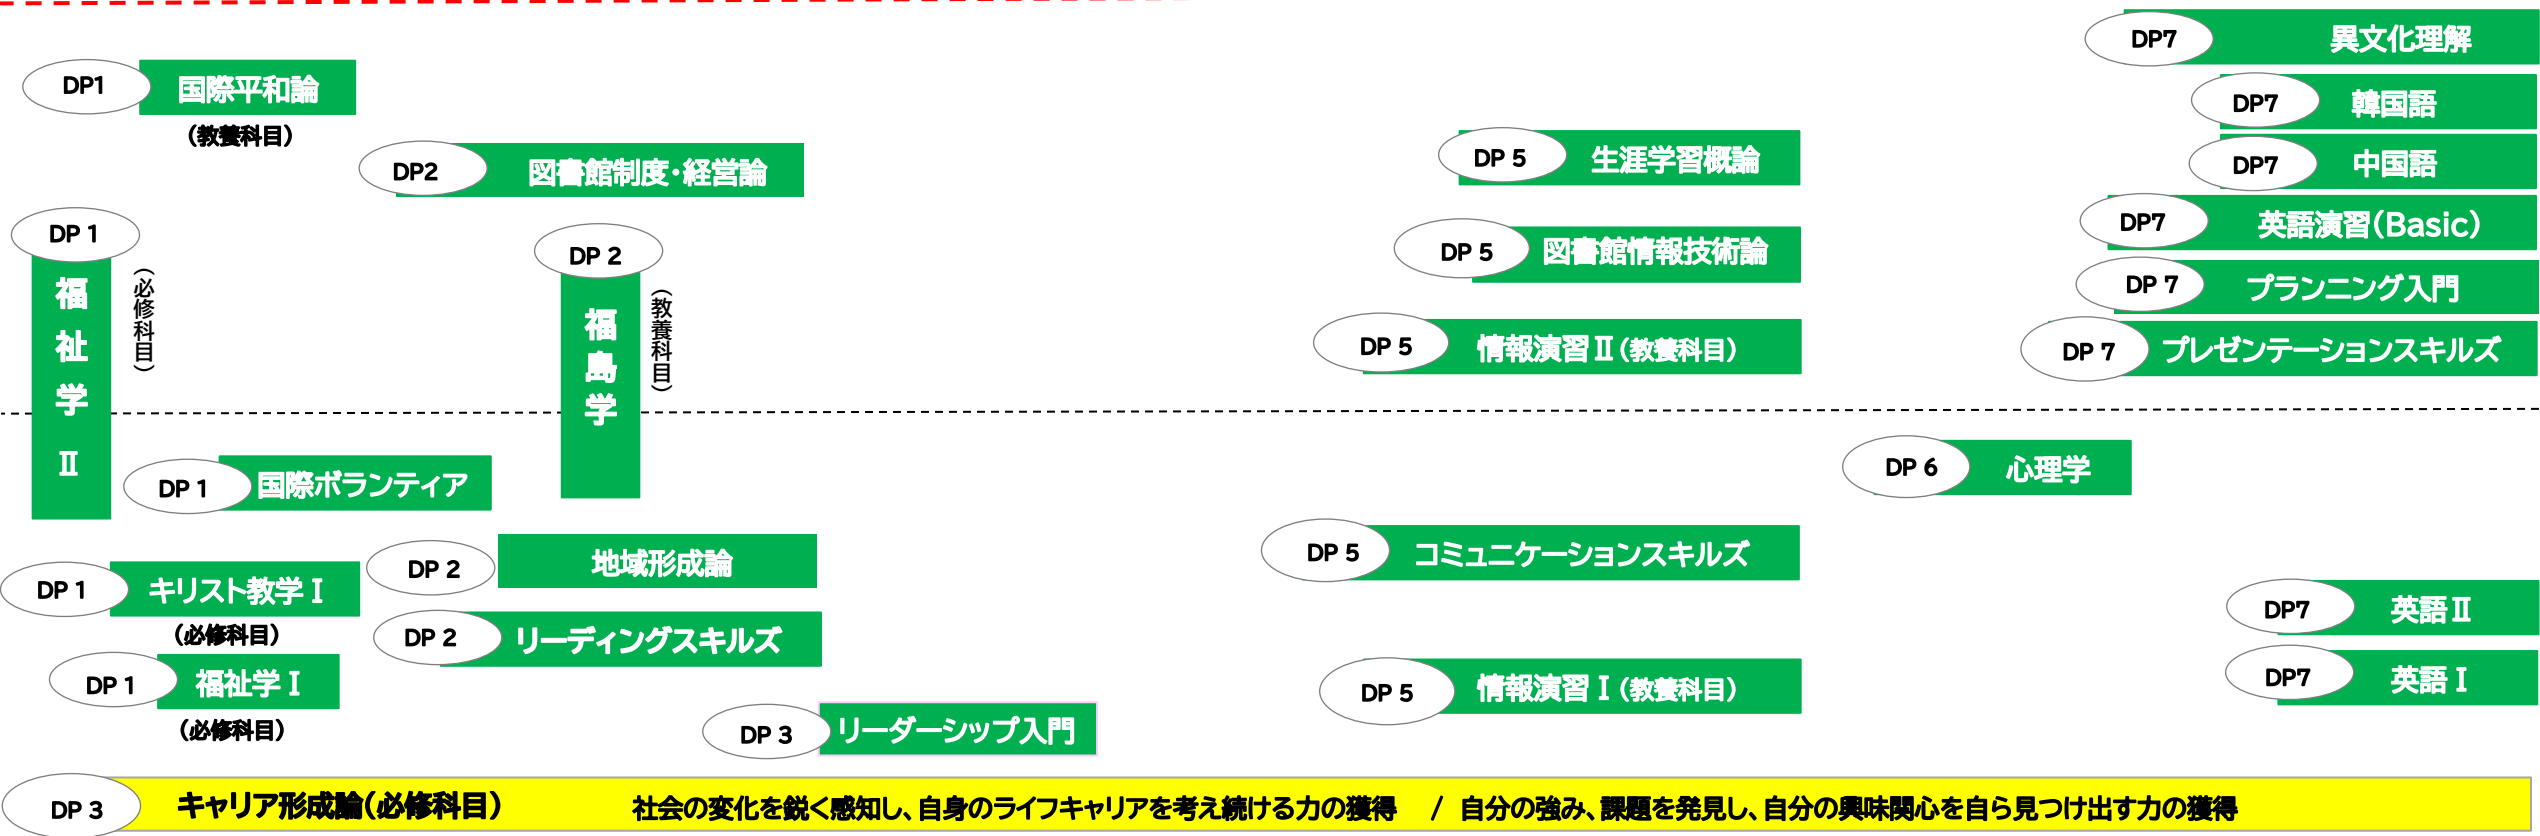 DP7 異文化理解
DP1 国際平和論
(教養科目)
DP7 韓国語
DP2 図書館制度・経営論
DP 5 生涯学習概論
DP7 中国語
DP7 英語演習(Basic)
DP 1 福祉学Ⅱ
(必修科目)
DP 2 福島学
(教養科目)
DP 5 図書館情報技術論
DP 7 プランニング入門
DP 5 情報演習Ⅱ(教養科目)
DP 7 プレゼンテーションスキルズ
DP 1 国際ボランティア
DP 6 心理学
DP 2 地域形成論
DP 5 コミュニケーションスキルズ
DP 1 キリスト教学Ⅰ
(必修科目)
DP7 英語Ⅱ
DP 2 リーディングスキルズ
DP 1 福祉学Ⅰ
(必修科目)
DP 5 情報演習Ⅰ(教養科目)
DP7 英語Ⅰ
DP 3 リーダーシップ入門
DP 3 キャリア形成論(必修科目) 社会の変化を鋭く感知し、自身のライフキャリアを考え続ける力の獲得 / 自分の強み、課題を発見し、自分の興味関心を自ら見つけ出す力の獲得